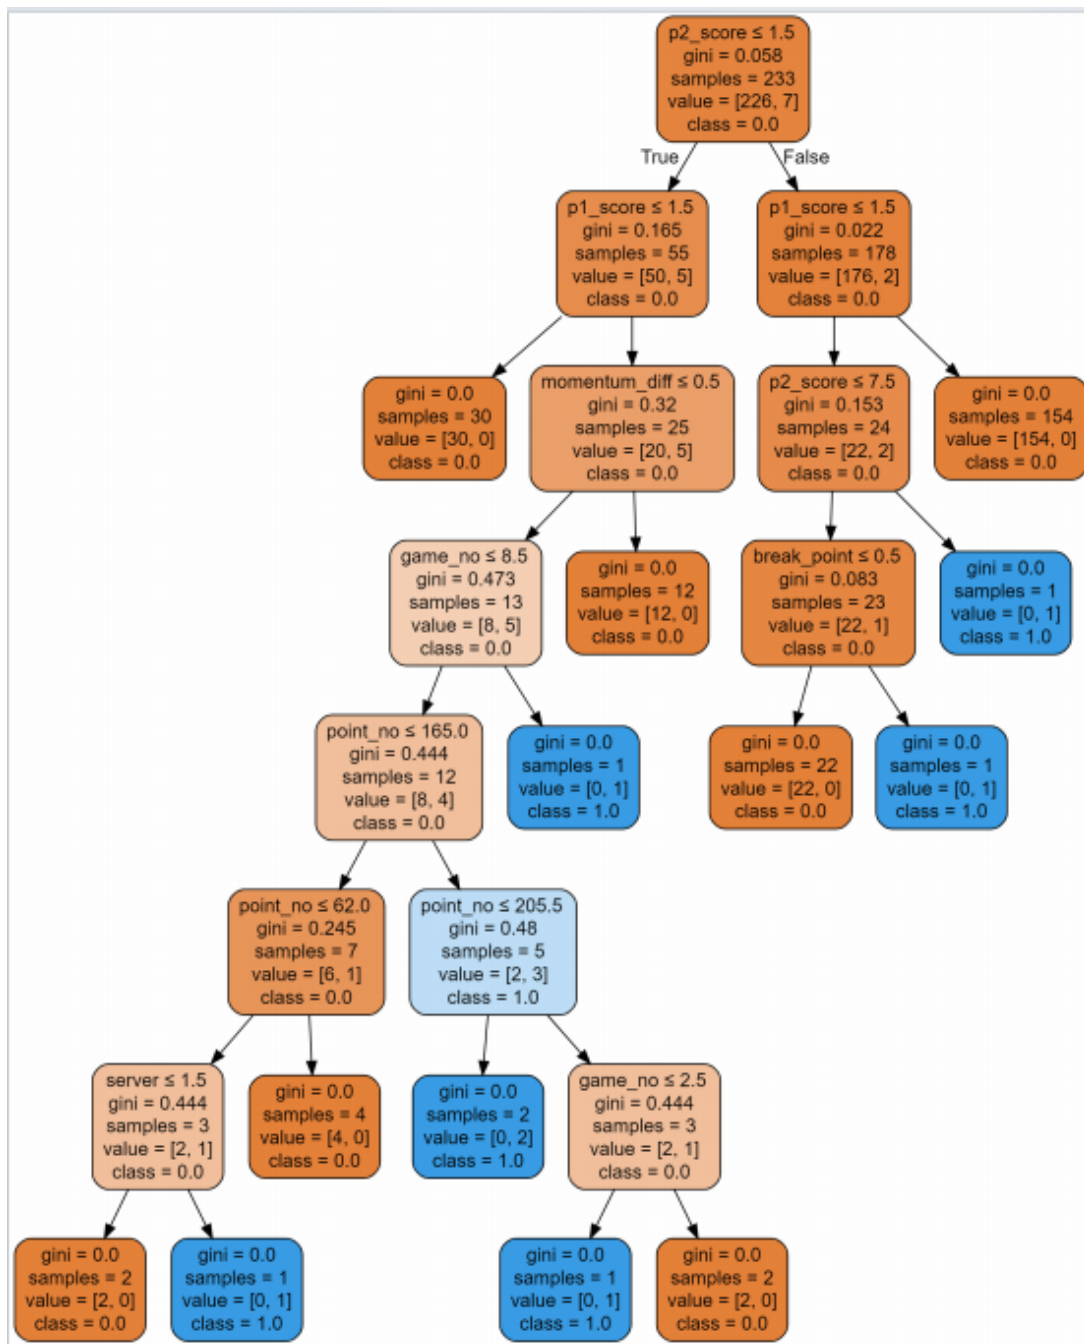 p2_score ≤ 1.5
gini = 0.058
samples = 233
value = [226, 7]
class = 0.0
True
False
p1_score ≤ 1.5
gini = 0.165
samples = 55
value = [50, 5]
class = 0.0
p1_score ≤ 1.5
gini = 0.022
samples = 178
value = [176, 2]
class = 0.0
gini = 0.0
samples = 30
value = [30, 0]
class = 0.0
momentum_diff ≤ 0.5
gini = 0.32
samples = 25
value = [20, 5]
class = 0.0
p2_score ≤ 7.5
gini = 0.153
samples = 24
value = [22, 2]
class = 0.0
gini = 0.0
samples = 154
value = [154, 0]
class = 0.0
game_no ≤ 8.5
gini = 0.473
samples = 13
value = [8, 5]
class = 0.0
gini = 0.0
samples = 12
value = [12, 0]
class = 0.0
break_point ≤ 0.5
gini = 0.083
samples = 23
value = [22, 1]
class = 0.0
gini = 0.0
samples = 1
value = [0, 1]
class = 1.0
point_no ≤ 165.0
gini = 0.444
samples = 12
value = [8, 4]
class = 0.0
gini = 0.0
samples = 1
value = [0, 1]
class = 1.0
gini = 0.0
samples = 22
value = [22, 0]
class = 0.0
gini = 0.0
samples = 1
value = [0, 1]
class = 1.0
point_no ≤ 62.0
gini = 0.245
samples = 7
value = [6, 1]
class = 0.0
point_no ≤ 205.5
gini = 0.48
samples = 5
value = [2, 3]
class = 1.0
server ≤ 1.5
gini = 0.444
samples = 3
value = [2, 1]
class = 0.0
gini = 0.0
samples = 4
value = [4, 0]
class = 0.0
gini = 0.0
samples = 2
value = [0, 2]
class = 1.0
game_no ≤ 2.5
gini = 0.444
samples = 3
value = [2, 1]
class = 0.0
gini = 0.0
samples = 2
value = [2, 0]
class = 0.0
gini = 0.0
samples = 1
value = [0, 1]
class = 1.0
gini = 0.0
samples = 1
value = [0, 1]
class = 1.0
gini = 0.0
samples = 2
value = [2, 0]
class = 0.0